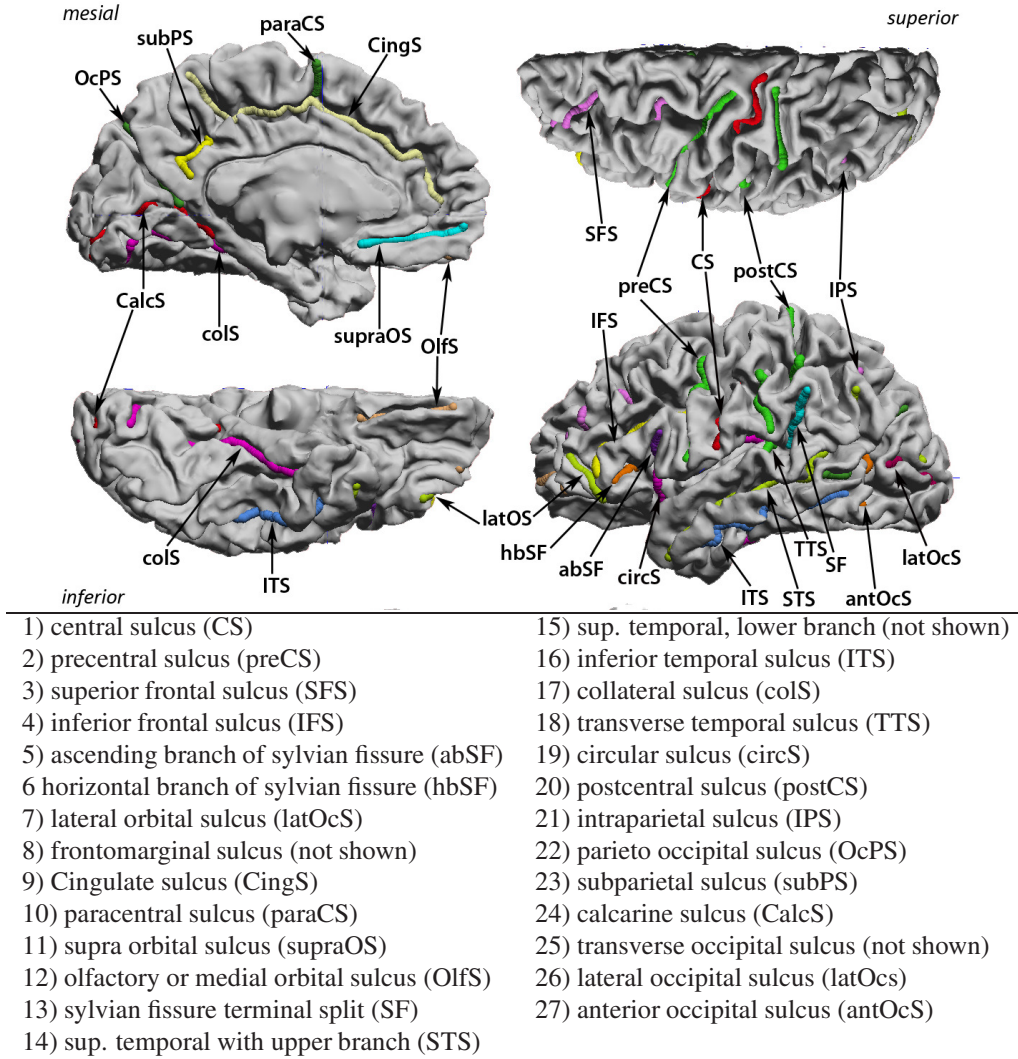 mesial
superior
paraCS
subPS
CingS
OcPS
SFS
CS
postCS
preCS
IPS
CalcS
colS
supraOS
OlfS
IFS
latOS
hbSF
abSF
circS
TTS
SF
latOcS
colS
ITS
ITS
STS
antOcS
inferior
1) central sulcus (CS)
2) precentral sulcus (preCS)
3) superior frontal sulcus (SFS)
4) inferior frontal sulcus (IFS)
5) ascending branch of sylvian fissure (abSF)
6 horizontal branch of sylvian fissure (hbSF)
7) lateral orbital sulcus (latOcS)
8) frontomarginal sulcus (not shown)
9) Cingulate sulcus (CingS)
10) paracentral sulcus (paraCS)
11) supra orbital sulcus (supraOS)
12) olfactory or medial orbital sulcus (OlfS)
13) sylvian fissure terminal split (SF)
14) sup. temporal with upper branch (STS)
15) sup. temporal, lower branch (not shown)
16) inferior temporal sulcus (ITS)
17) collateral sulcus (colS)
18) transverse temporal sulcus (TTS)
19) circular sulcus (circS)
20) postcentral sulcus (postCS)
21) intraparietal sulcus (IPS)
22) parieto occipital sulcus (OcPS)
23) subparietal sulcus (subPS)
24) calcarine sulcus (CalcS)
25) transverse occipital sulcus (not shown)
26) lateral occipital sulcus (latOcs)
27) anterior occipital sulcus (antOcS)